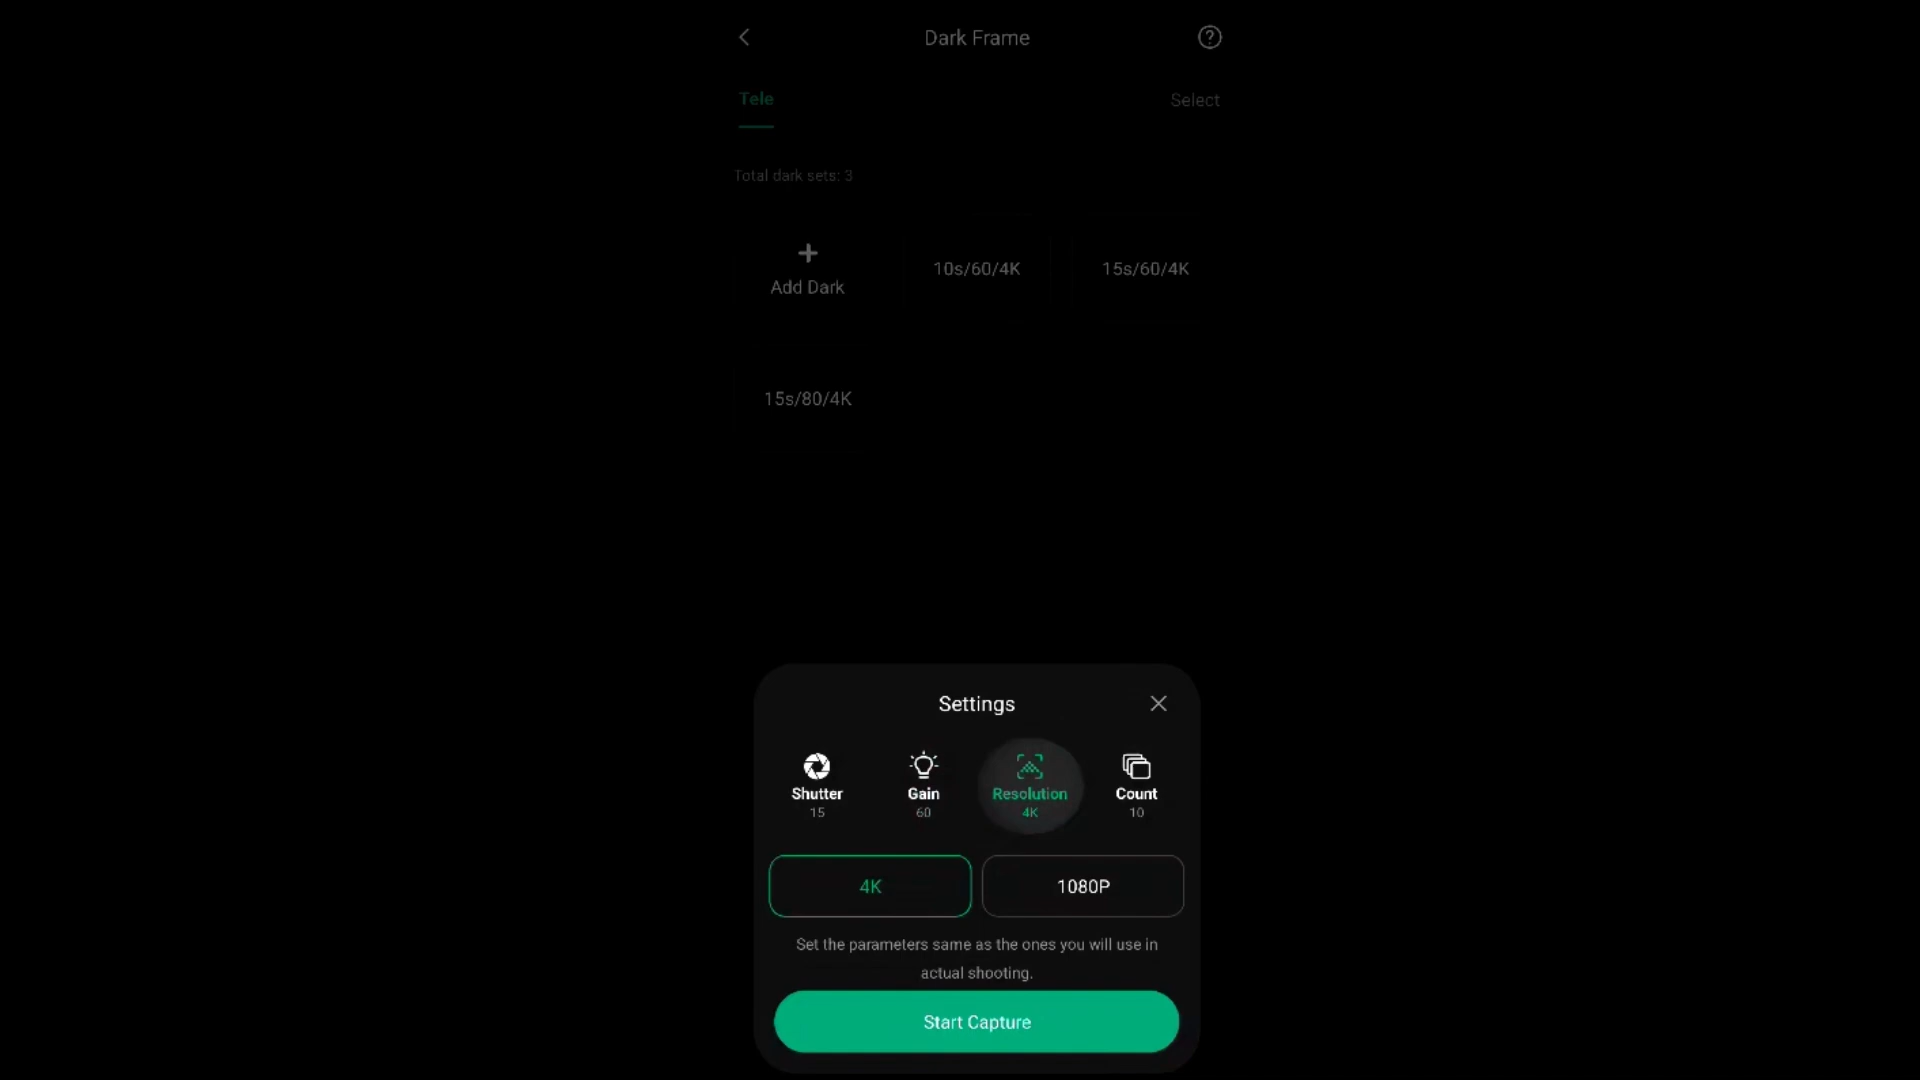 Dark Frame
Tele
Select
Total dark sets: 3
Add Dark
10s/60/4K
15s/60/4K
15s/80/4K
Settings
Shutter
15
Gain
60
Resolution
4K
Count
10
4K
1080P
Set the parameters same as the ones you will use in
actual shooting.
Start Capture